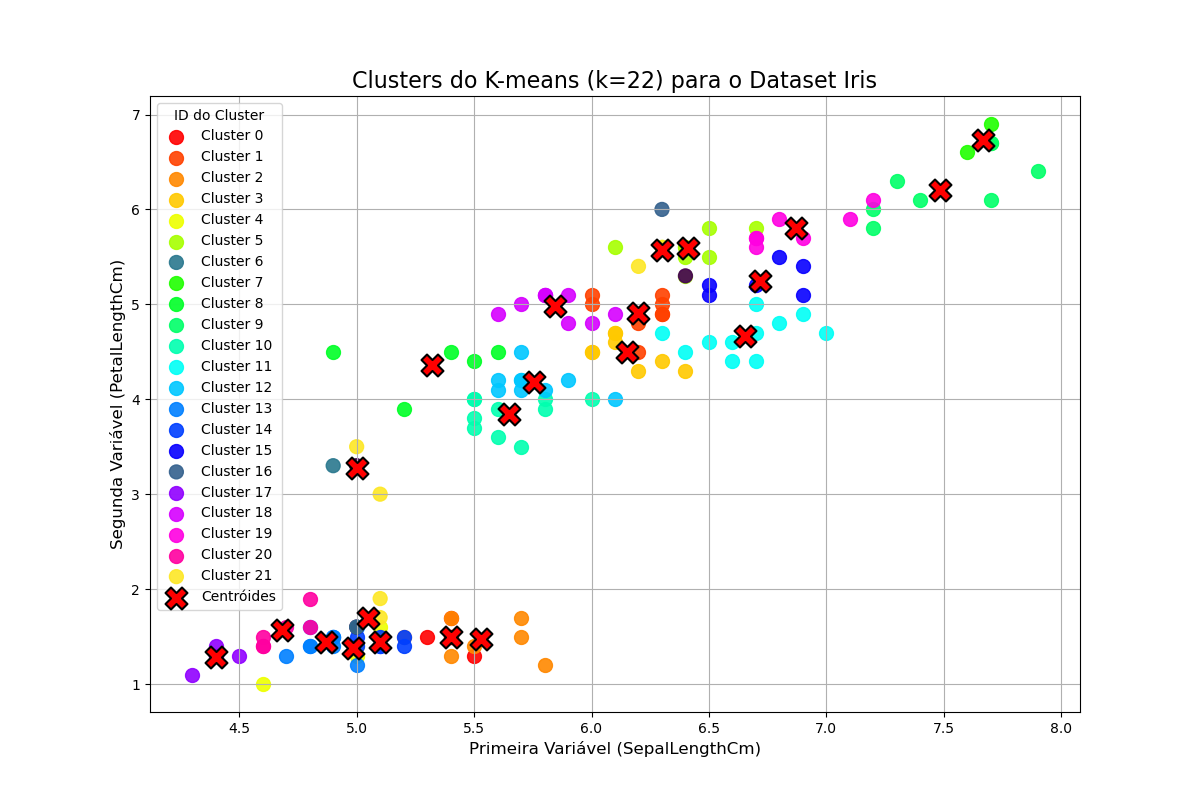 Clusters do K-means (k=22) para o Dataset Iris
ID do Cluster
Cluster 0
Cluster 1
Cluster 2
Cluster 3
Cluster 4
Cluster 5
Cluster 6
Cluster 7
Cluster 8
Cluster 9
Cluster 10
Cluster 11
Cluster 12
Cluster 13
Cluster 14
Cluster 15
Cluster 16
Cluster 17
Cluster 18
Cluster 19
Cluster 20
Cluster 21
Centróides
Segunda Variável (PetalLengthCm)
7
6
5
4
3
2
1
4.5 5.0 5.5 6.0 6.5 7.0 7.5 8.0
Primeira Variável (SepalLengthCm)